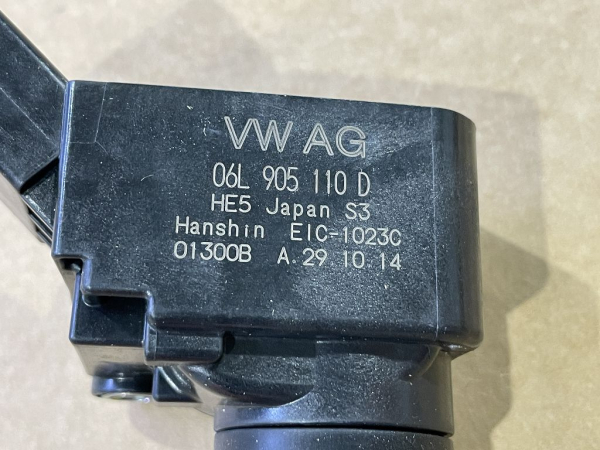 VW AG
06L 905 110 D
HE5 Japan S3
Hanshin EIC-1023C
01300B A.29 10.14